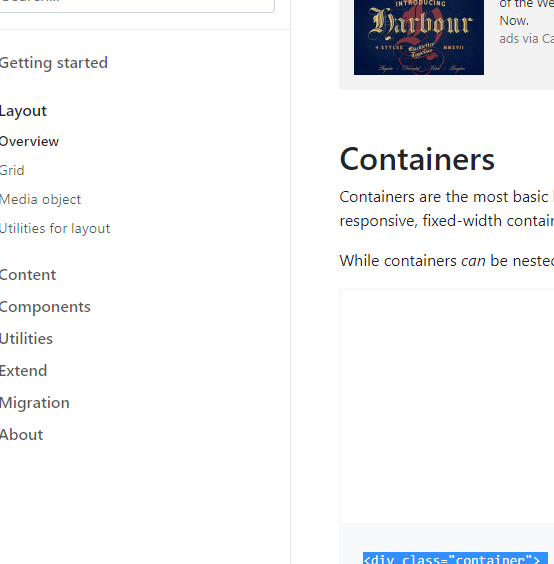 Search...
Getting started
Layout
Overview
Grid
Media object
Utilities for layout
Content
Components
Utilities
Extend
Migration
About
INTRODUCING
Harbour
4 STYLES
Blackletter
Typeface
MMXVII
of the We
Now.
ads via Ca
Containers
Containers are the most basic
responsive, fixed-width contain
While containers can be nested
<div class="container">